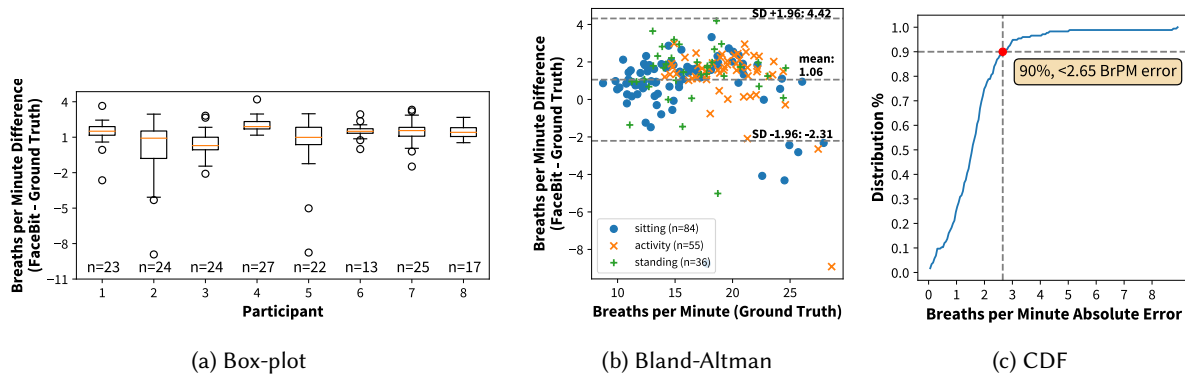 Breaths per Minute Difference
(FaceBit - Ground Truth)
4
1
−2
−5
−8
−11
n=23 n=24 n=24 n=27 n=22 n=13 n=25 n=17
1 2 3 4 5 6 7 8
Participant
(a) Box-plot
Breaths per Minute Difference
(FaceBit - Ground Truth)
4
2
0
−2
−4
−6
−8
SD +1.96: 4.42
mean:
1.06
SD -1.96: -2.31
sitting (n=84)
activity (n=55)
standing (n=36)
10 15 20 25
Breaths per Minute (Ground Truth)
(b) Bland-Altman
Distribution %
1.0
0.9
0.8
0.7
0.6
0.5
0.4
0.3
0.2
0.1
0.0
90%, <2.65 BrPM error
0 1 2 3 4 5 6 7 8
Breaths per Minute Absolute Error
(c) CDF